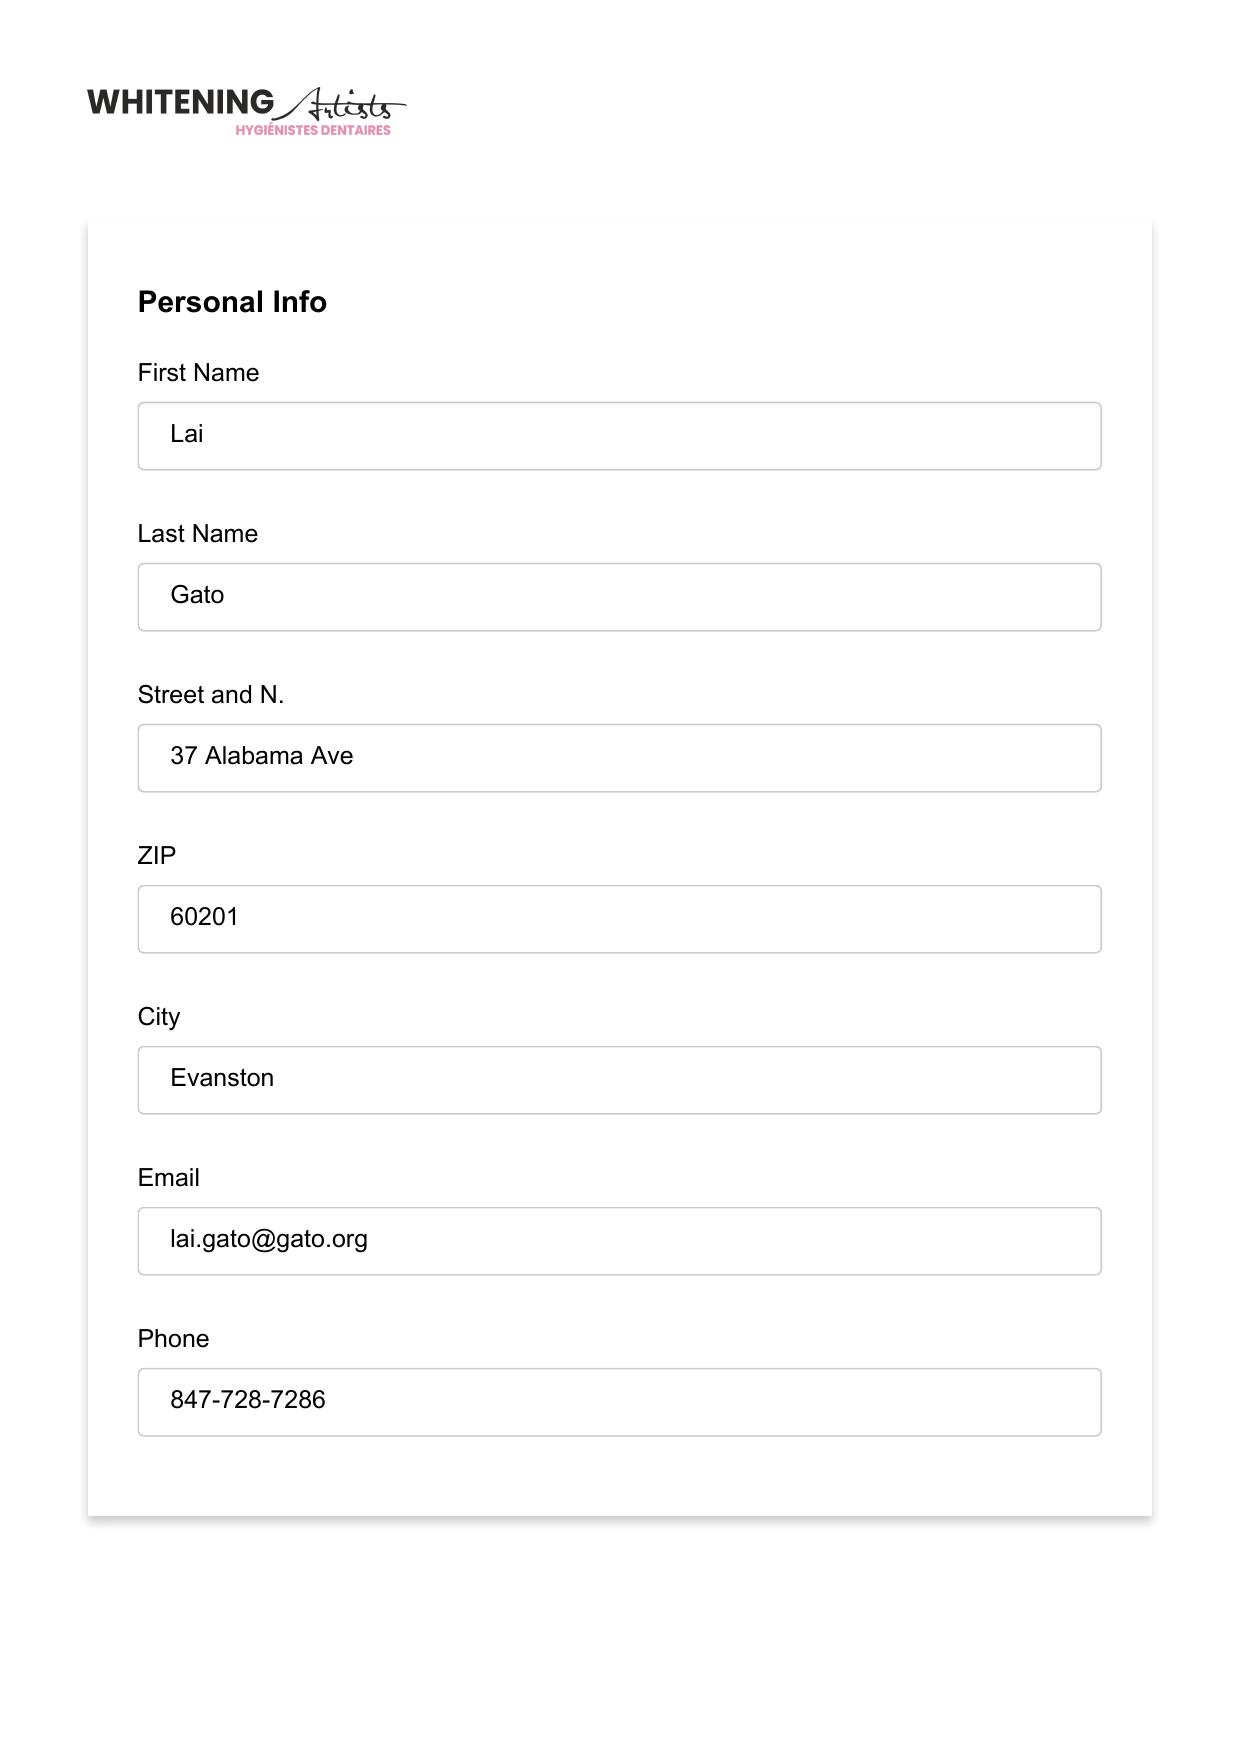 WHITENING Artists
HYGIÉNISTES DENTAIRES
Personal Info
First Name
Lai
Last Name
Gato
Street and N.
37 Alabama Ave
ZIP
60201
City
Evanston
Email
lai.gato@gato.org
Phone
847-728-7286